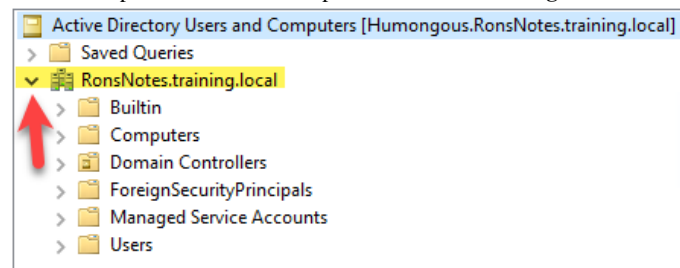 Active Directory Users and Computers [Humongous.RonsNotes.training.local]
Saved Queries
RonsNotes.training.local
Builtin
Computers
Domain Controllers
ForeignSecurityPrincipals
Managed Service Accounts
Users